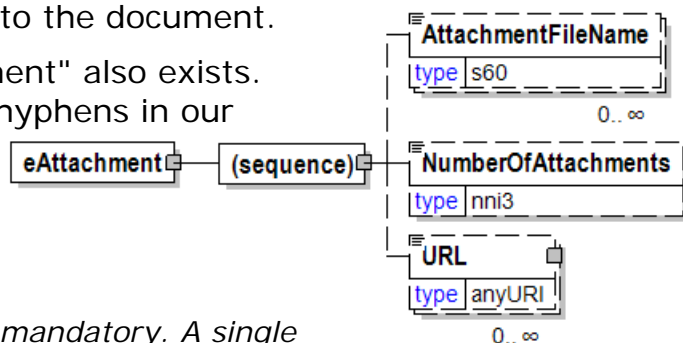 to the document.
ment" also exists.
hyphens in our
AttachmentFileName
type s60
0.. ∞
eAttachment
(sequence)
NumberOfAttachments
type nni3
URL
type anyURI
0.. ∞
mandatory. A single